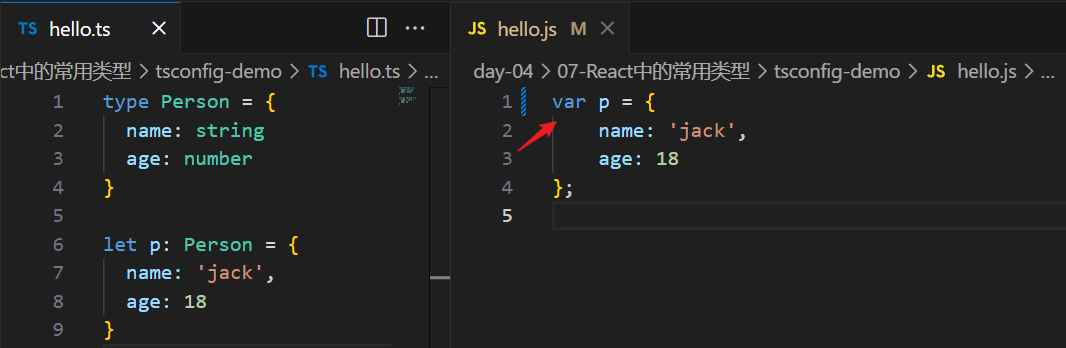 TS hello.ts
ct中的常用类型 > tsconfig-demo > TS hello.ts > ...
1 type Person = {
2 name: string
3 age: number
4 }
5
6 let p: Person = {
7 name: 'jack',
8 age: 18
9 }
JS hello.js M
day-04 > 07-React中的常用类型 > tsconfig-demo > JS hello.js > ...
1 var p = {
2 name: 'jack',
3 age: 18
4 };
5